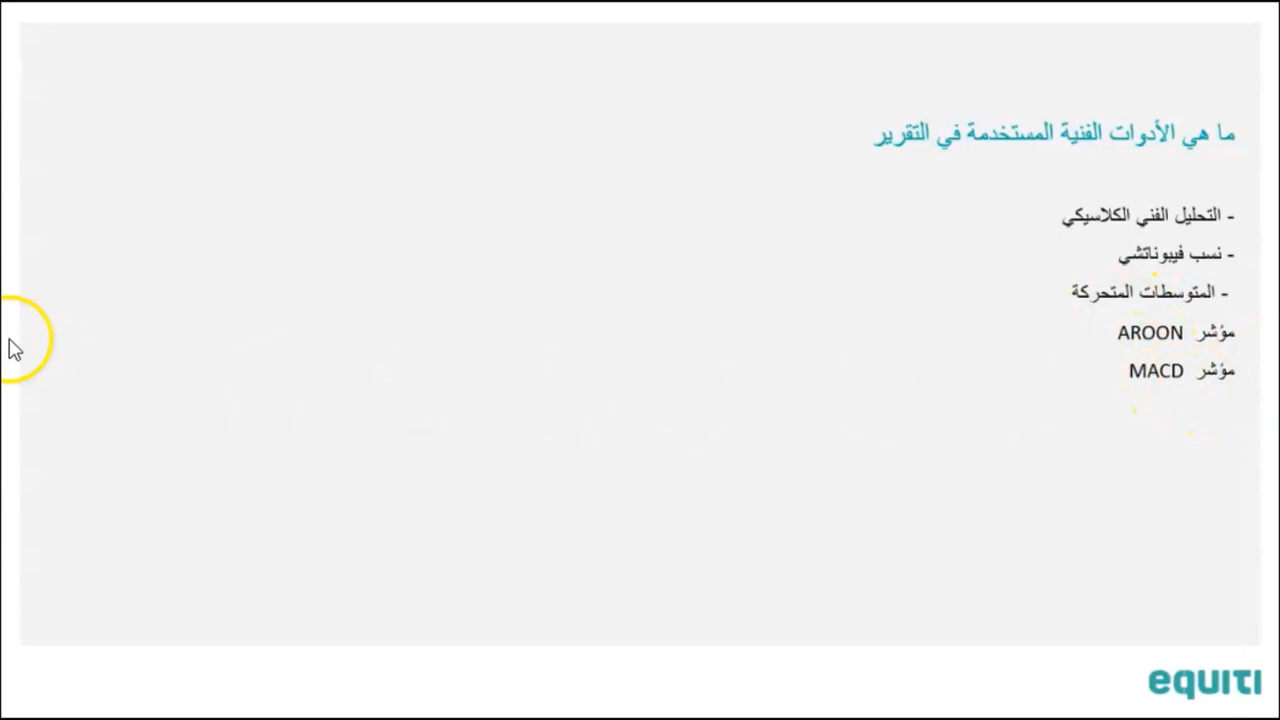 ما هي الأدوات الفنية المستخدمة في التقرير
- التحليل الفني الكلاسيكي
- نسب فيبوناتشي
- المتوسطات المتحركة
مؤشر AROON
مؤشر MACD
equiti